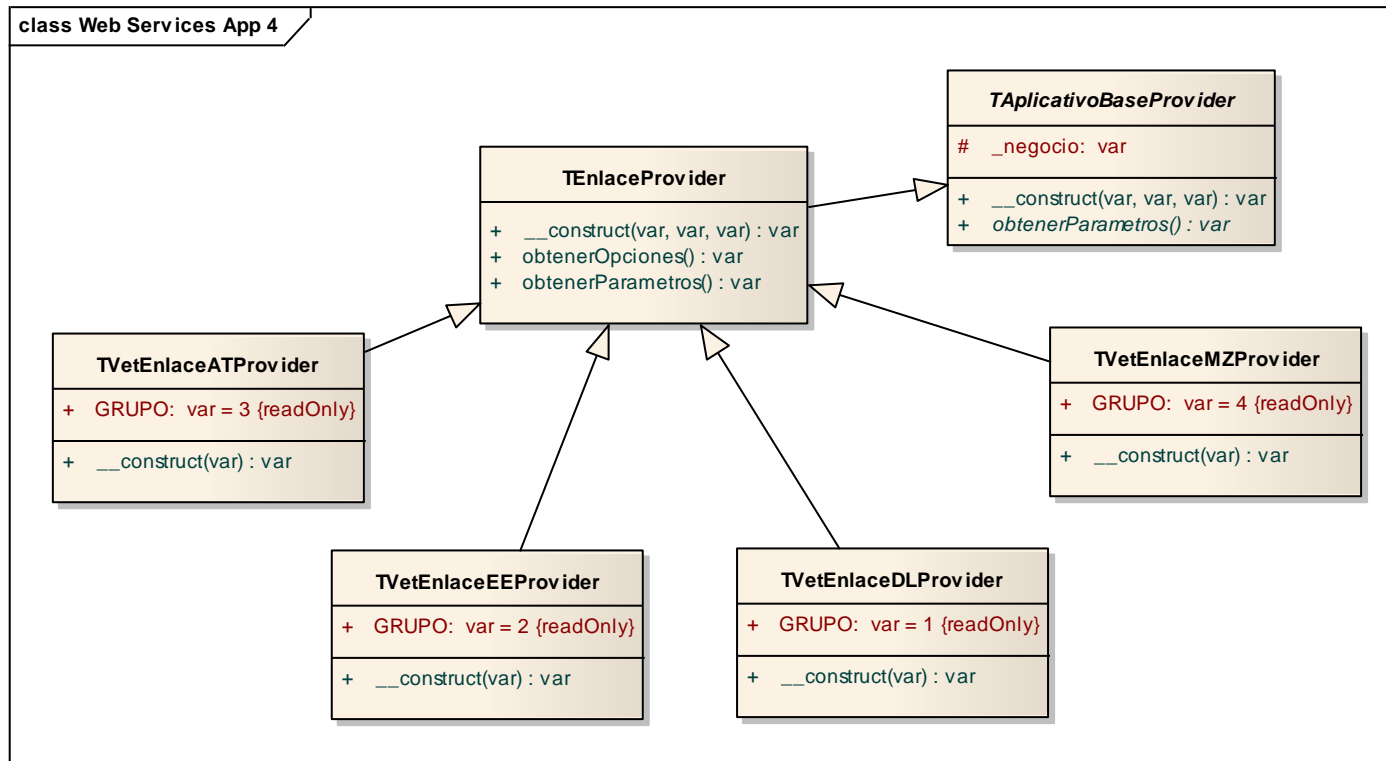 class Web Services App 4
TAplicativoBaseProvider
# _negocio: var
+ __construct(var, var, var) : var
+ obtenerParametros() : var
TEnlaceProvider
+ __construct(var, var, var) : var
+ obtenerOpciones() : var
+ obtenerParametros() : var
TVetEnlaceATProvider
+ GRUPO: var = 3 {readOnly}
+ __construct(var) : var
TVetEnlaceMZProvider
+ GRUPO: var = 4 {readOnly}
+ __construct(var) : var
TVetEnlaceEEProvider
+ GRUPO: var = 2 {readOnly}
+ __construct(var) : var
TVetEnlaceDLProvider
+ GRUPO: var = 1 {readOnly}
+ __construct(var) : var